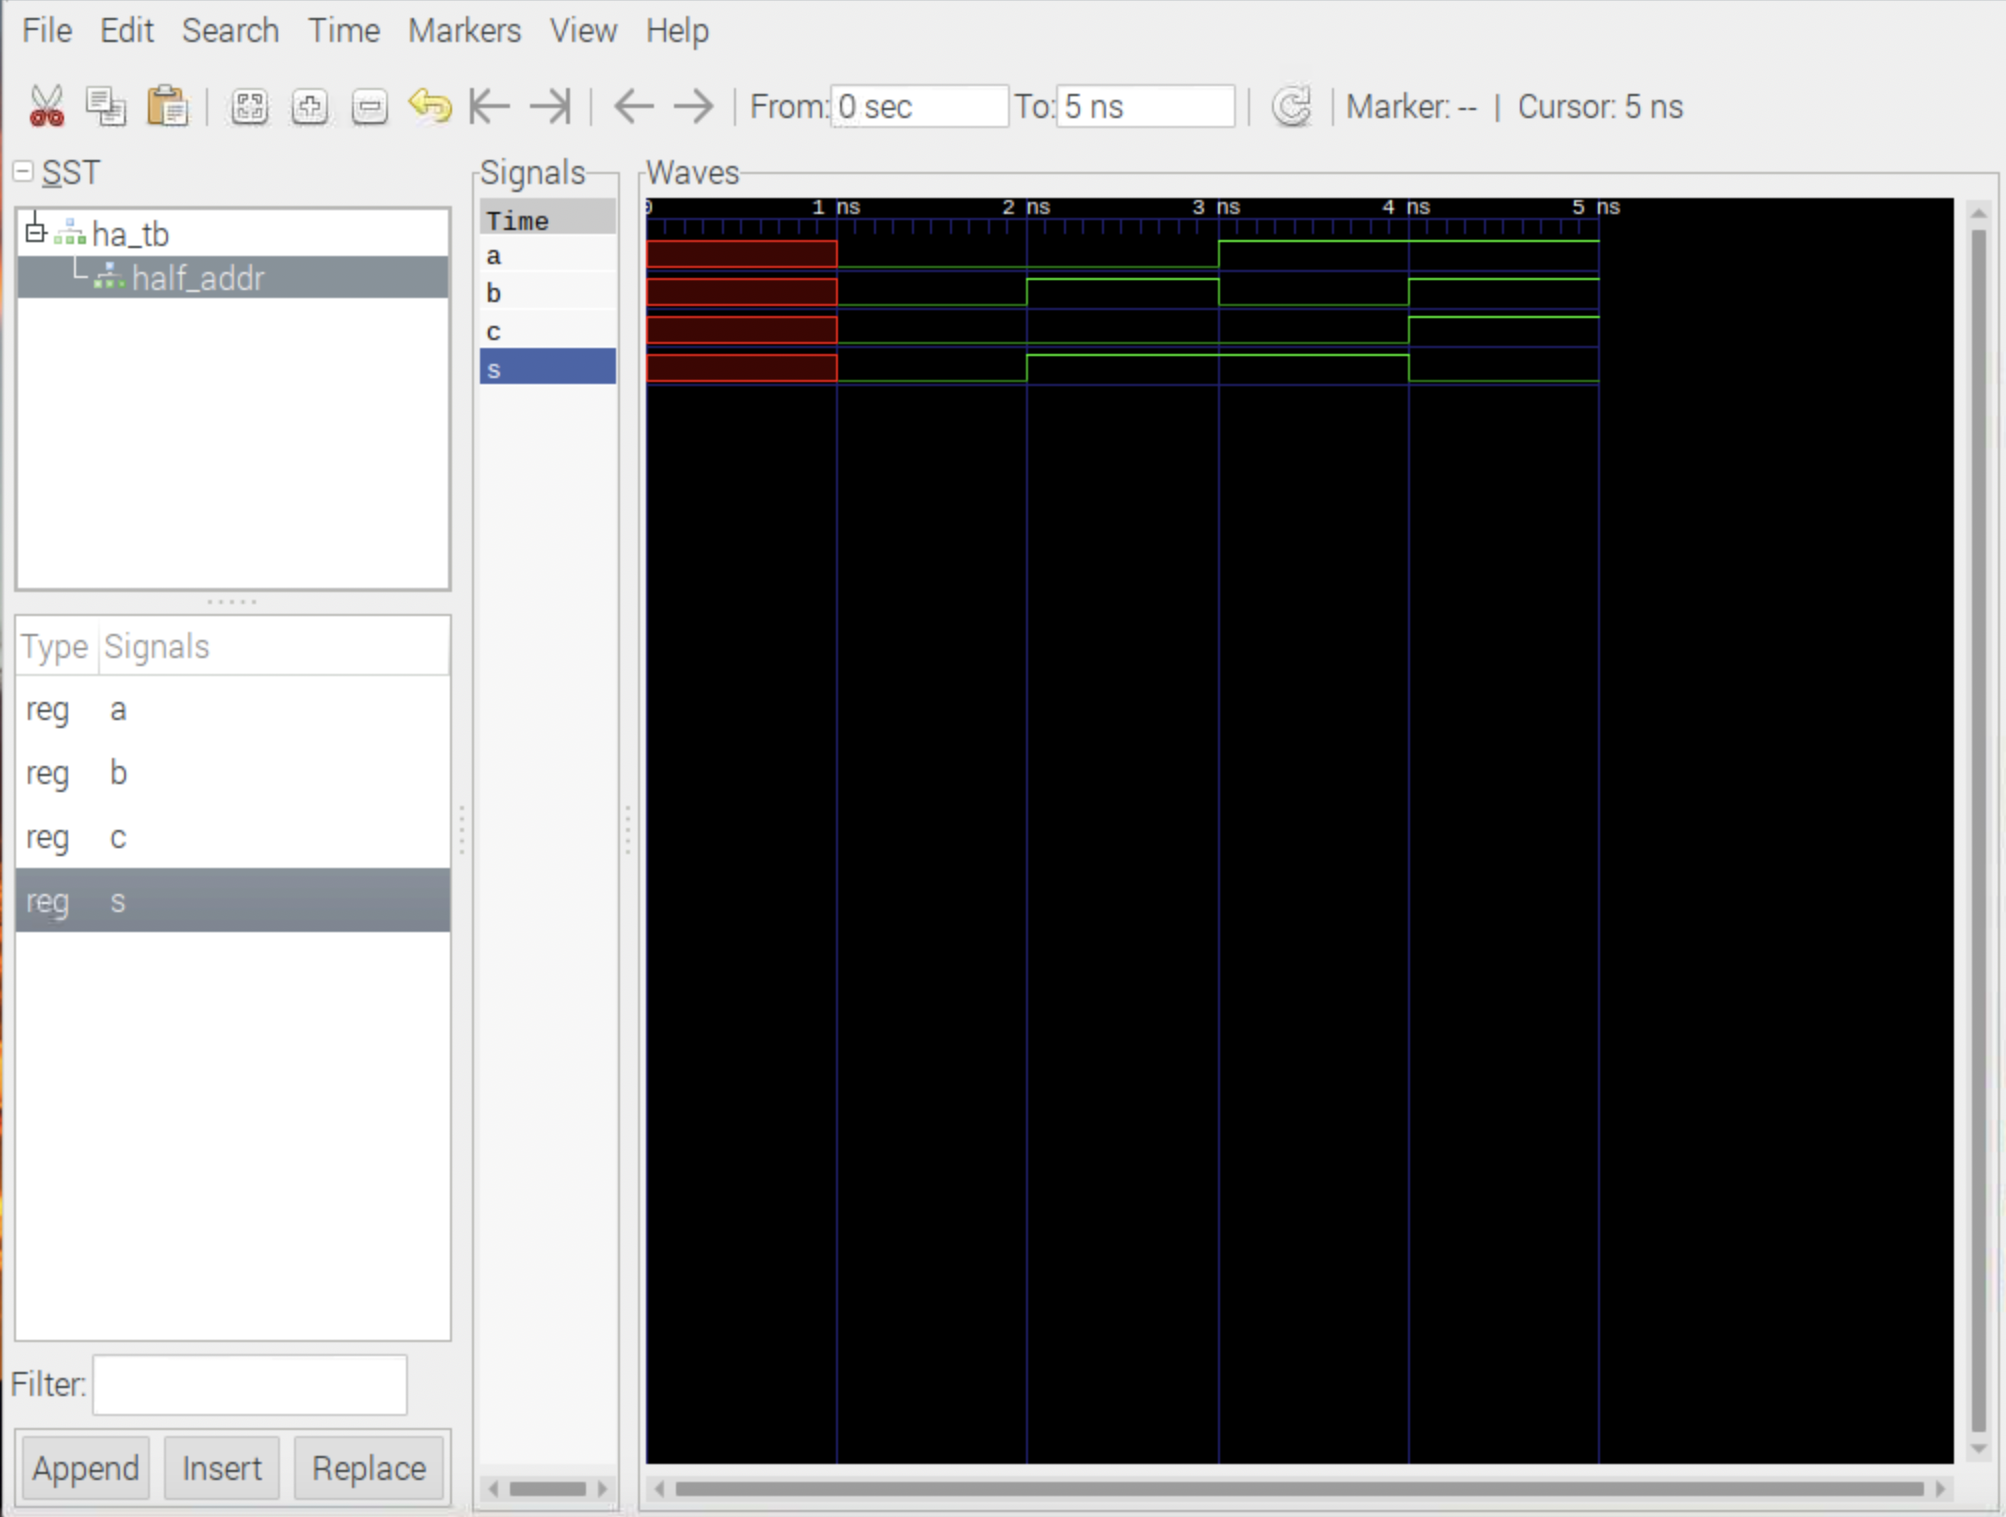 File Edit Search Time Markers View Help
From: 0 sec To: 5 ns Marker: -- | Cursor: 5 ns
SST
ha_tb
half_addr
Type Signals
reg a
reg b
reg c
reg s
Filter:
Append Insert Replace
Signals
Time
a
b
c
s
Waves
0 1 ns 2 ns 3 ns 4 ns 5 ns